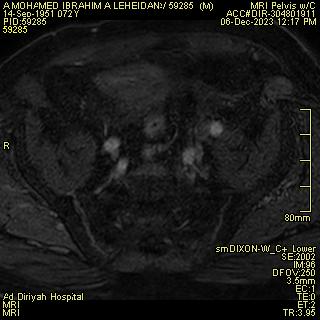 A MOHAMED IBRAHIM A LEHEIDAN:/ 59285 (M)
14-Sep-1951 072Y
PID:59285
59285
MRI Pelvis w/C
ACC#DIR-304801911
06-Dec-2023 12:17 PM
R
80mm
smDIXON-W_C+ Lower
SE:2002
IM:96
DFOV:250
3.5mm
EC:1
TE:0
ET:2
TR:3.95
Ad Diriyah Hospital
MRI
MRI